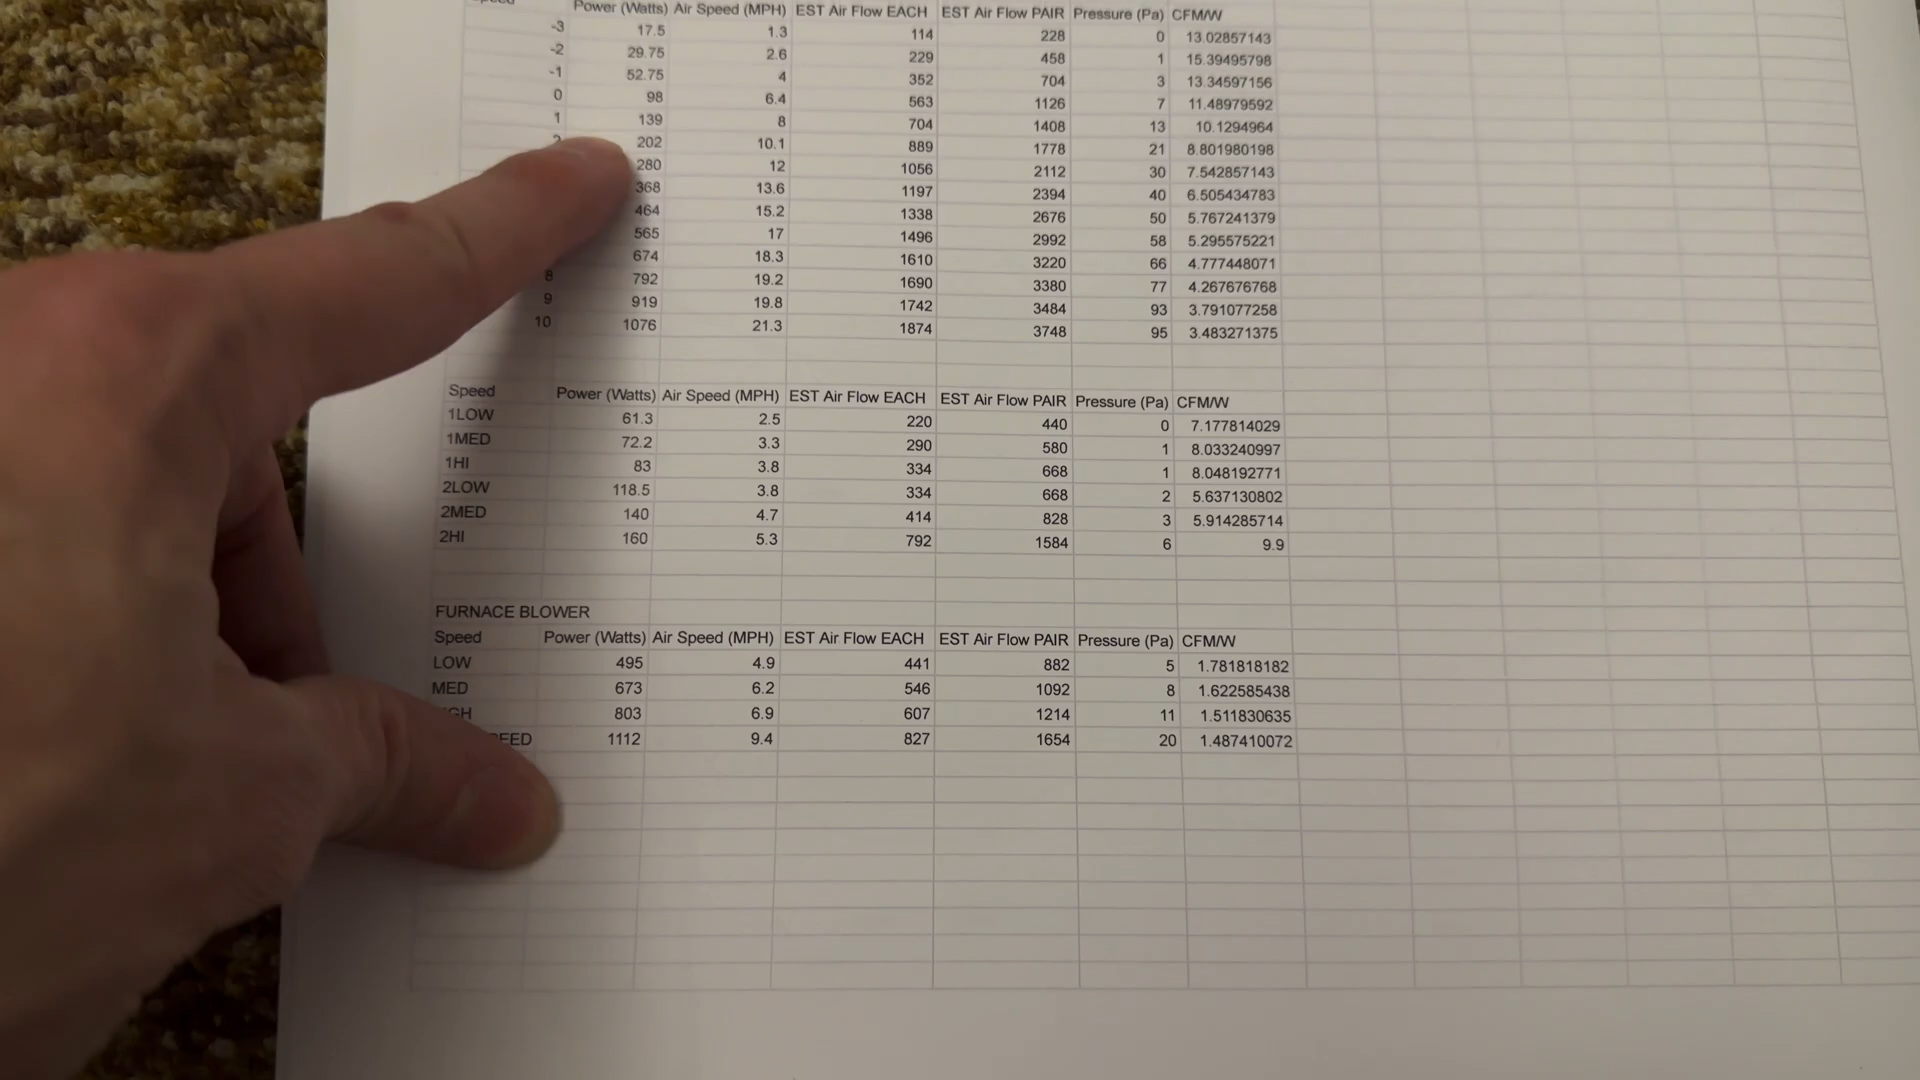 Power (Watts) Air Speed (MPH) EST Air Flow EACH EST Air Flow PAIR Pressure (Pa) CFM/W
-3 17.5 1.3 114 228 0 13.02857143
-2 29.75 2.6 229 458 1 15.39495798
-1 52.75 4 352 704 3 13.34597156
0 98 6.4 563 1126 7 11.48979592
1 139 8 704 1408 13 10.1294964
2 202 10.1 889 1778 21 8.801980198
280 12 1056 2112 30 7.542857143
368 13.6 1197 2394 40 6.505434783
464 15.2 1338 2676 50 5.767241379
565 17 1496 2992 58 5.295575221
674 18.3 1610 3220 66 4.777448071
8 792 19.2 1690 3380 77 4.267676768
9 919 19.8 1742 3484 93 3.791077258
10 1076 21.3 1874 3748 95 3.483271375
Speed Power (Watts) Air Speed (MPH) EST Air Flow EACH EST Air Flow PAIR Pressure (Pa) CFM/W
1LOW 61.3 2.5 220 440 0 7.177814029
1MED 72.2 3.3 290 580 1 8.033240997
1HI 83 3.8 334 668 1 8.048192771
2LOW 118.5 3.8 334 668 2 5.637130802
2MED 140 4.7 414 828 3 5.914285714
2HI 160 5.3 792 1584 6 9.9
FURNACE BLOWER
Speed Power (Watts) Air Speed (MPH) EST Air Flow EACH EST Air Flow PAIR Pressure (Pa) CFM/W
LOW 495 4.9 441 882 5 1.781818182
MED 673 6.2 546 1092 8 1.622585438
GH 803 6.9 607 1214 11 1.511830635
EED 1112 9.4 827 1654 20 1.487410072